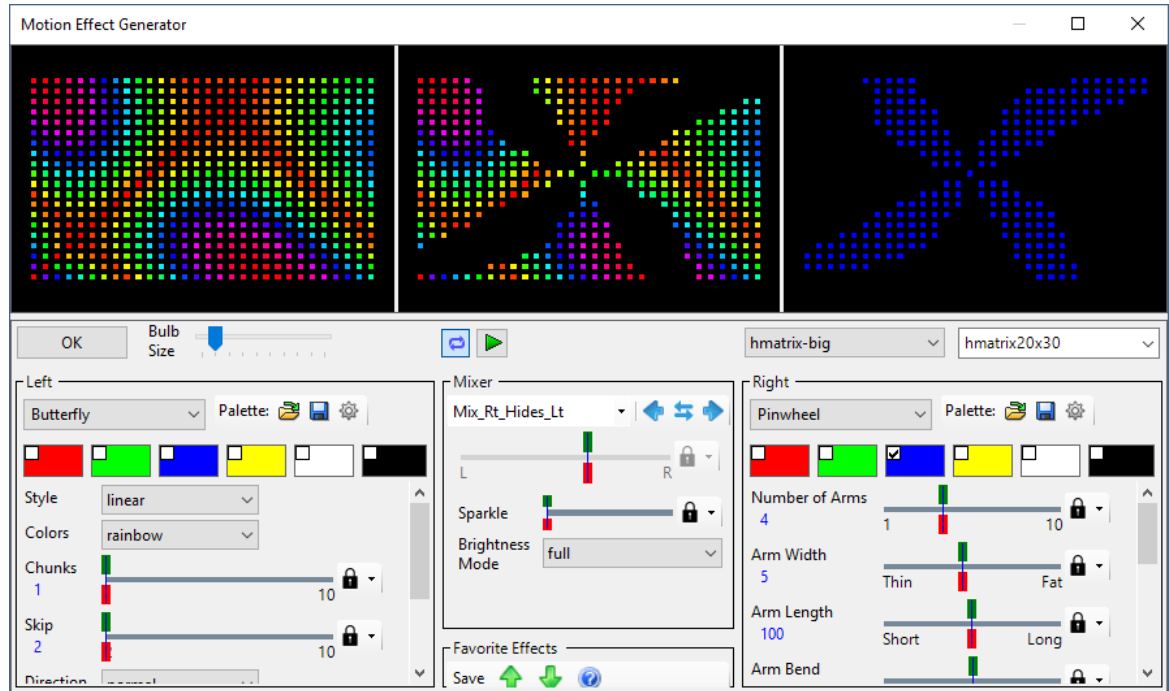 Motion Effect Generator
OK
Bulb
Size
hmatrix-big
hmatrix20x30
Left
Butterfly
Palette:
Style
linear
Colors
rainbow
Chunks
1
10
Skip
2
10
Direction
normal
Mixer
Mix_Rt_Hides_Lt
L
R
Sparkle
Brightness
Mode
full
Favorite Effects
Save
Right
Pinwheel
Palette:
Number of Arms
4
1
10
Arm Width
5
Thin
Fat
Arm Length
100
Short
Long
Arm Bend